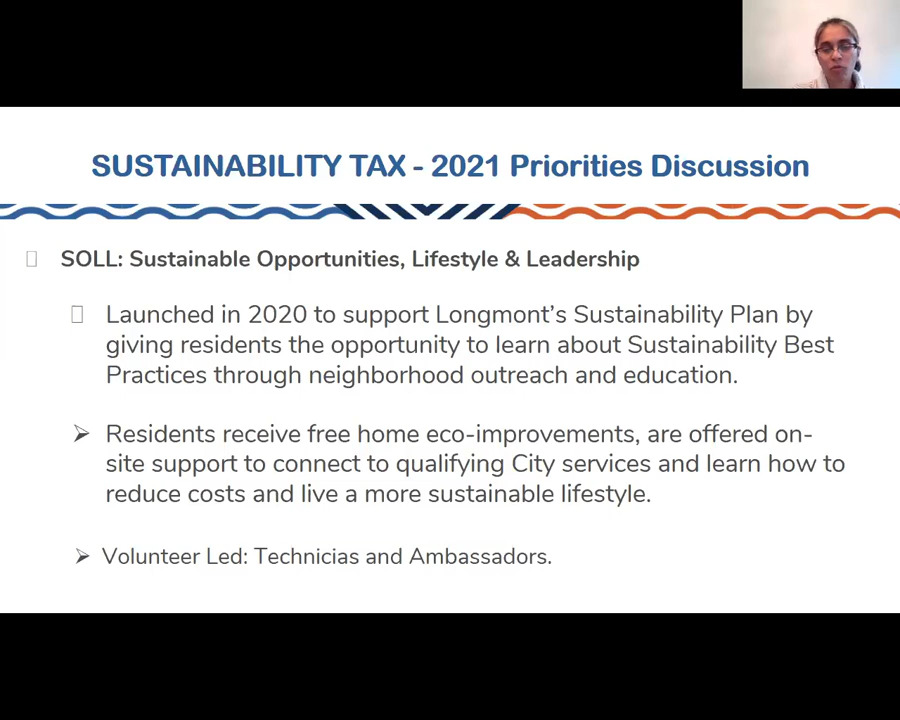 SUSTAINABILITY TAX - 2021 Priorities Discussion
SOLL: Sustainable Opportunities, Lifestyle & Leadership
Launched in 2020 to support Longmont’s Sustainability Plan by
giving residents the opportunity to learn about Sustainability Best
Practices through neighborhood outreach and education.
Residents receive free home eco-improvements, are offered on-
site support to connect to qualifying City services and learn how to
reduce costs and live a more sustainable lifestyle.
Volunteer Led: Technicias and Ambassadors.